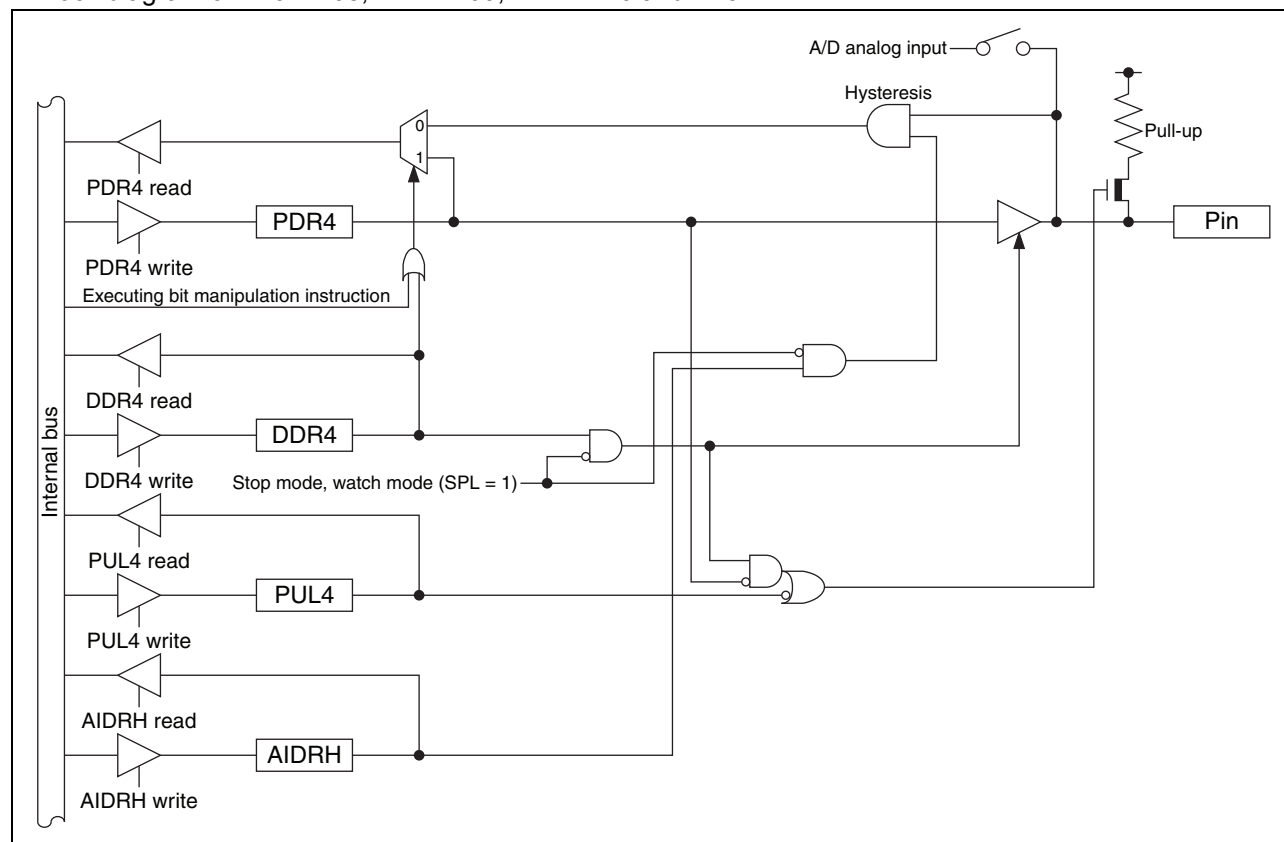 A/D analog input
Hysteresis
0
Pull-up
1
PDR4 read
PDR4
Pin
PDR4 write
Executing bit manipulation instruction
DDR4 read
DDR4
Internal bus
DDR4 write
Stop mode, watch mode (SPL = 1)
PUL4 read
PUL4
PUL4 write
AIDRH read
AIDRH
AIDRH write